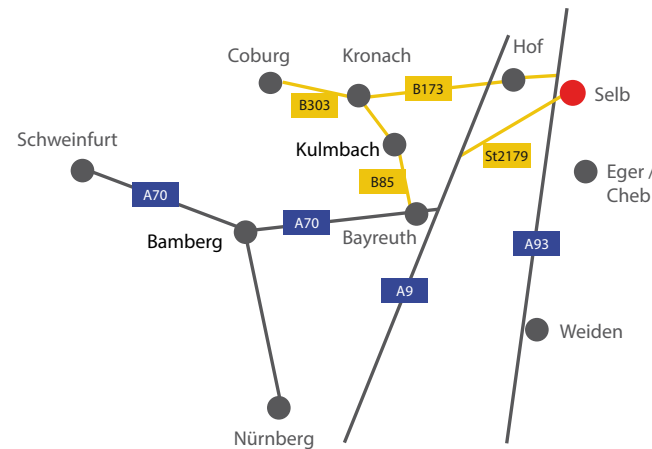 Hof
Coburg
Kronach
B173
Selb
B303
Schweinfurt
Kulmbach
St2179
Eger /
Cheb
B85
A70
A70
Bayreuth
Bamberg
A93
A9
Weiden
Nürnberg